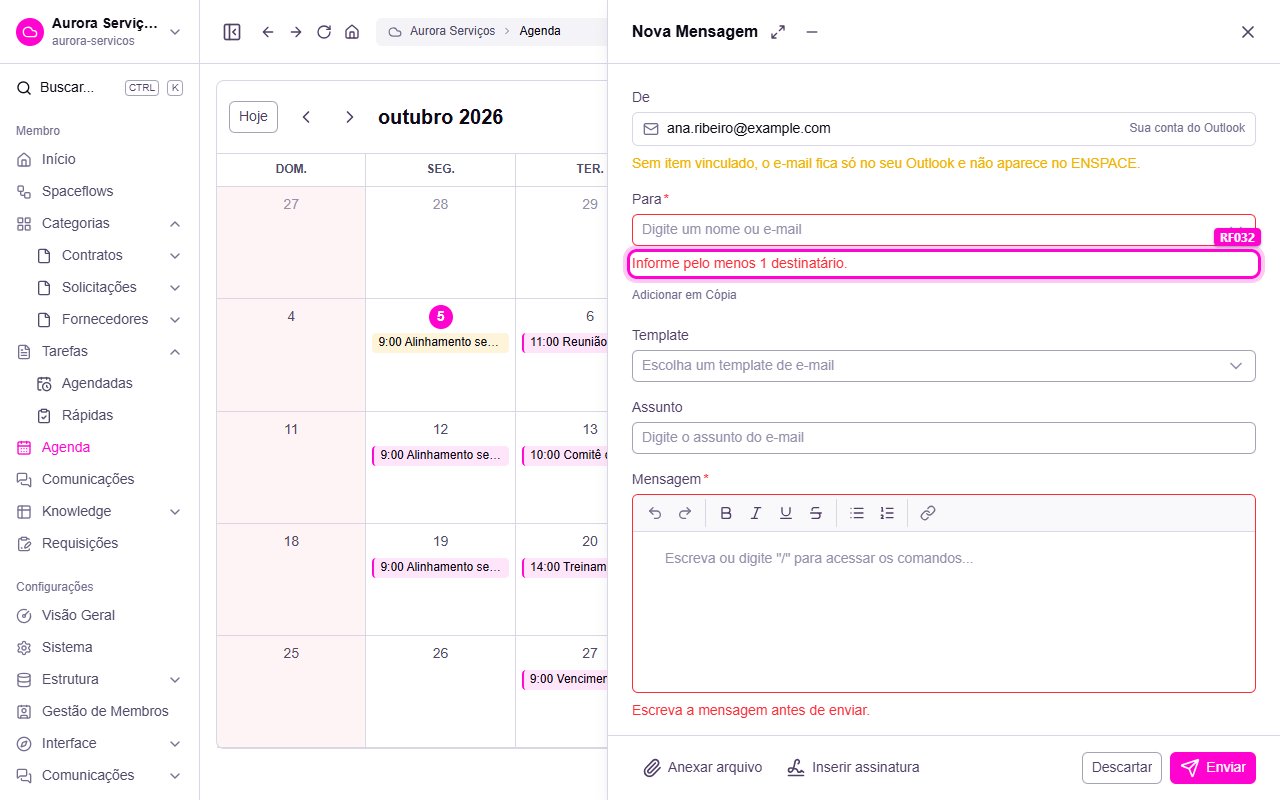 Aurora Serviç...
aurora-servicos
Buscar...
CTRL K
Membro
Início
Spaceflows
Categorias
Contratos
Solicitações
Fornecedores
Tarefas
Agendadas
Rápidas
Agenda
Comunicações
Knowledge
Requisições
Configurações
Visão Geral
Sistema
Estrutura
Gestão de Membros
Interface
Comunicações
Aurora Serviços > Agenda
Hoje
outubro 2026
DOM. SEG. TER.
27 28 29
4 5 6
9:00 Alinhamento se... 11:00 Reunião
11 12 13
9:00 Alinhamento se... 10:00 Comitê
18 19 20
9:00 Alinhamento se... 14:00 Treinam
25 26 27
9:00 Vencimen
Nova Mensagem
De
ana.ribeiro@example.com Sua conta do Outlook
Sem item vinculado, o e-mail fica só no seu Outlook e não aparece no ENSPACE.
Para*
Digite um nome ou e-mail
RF032
Informe pelo menos 1 destinatário.
Adicionar em Cópia
Template
Escolha um template de e-mail
Assunto
Digite o assunto do e-mail
Mensagem*
Escreva ou digite "/" para acessar os comandos...
Escreva a mensagem antes de enviar.
Anexar arquivo Inserir assinatura Descartar Enviar